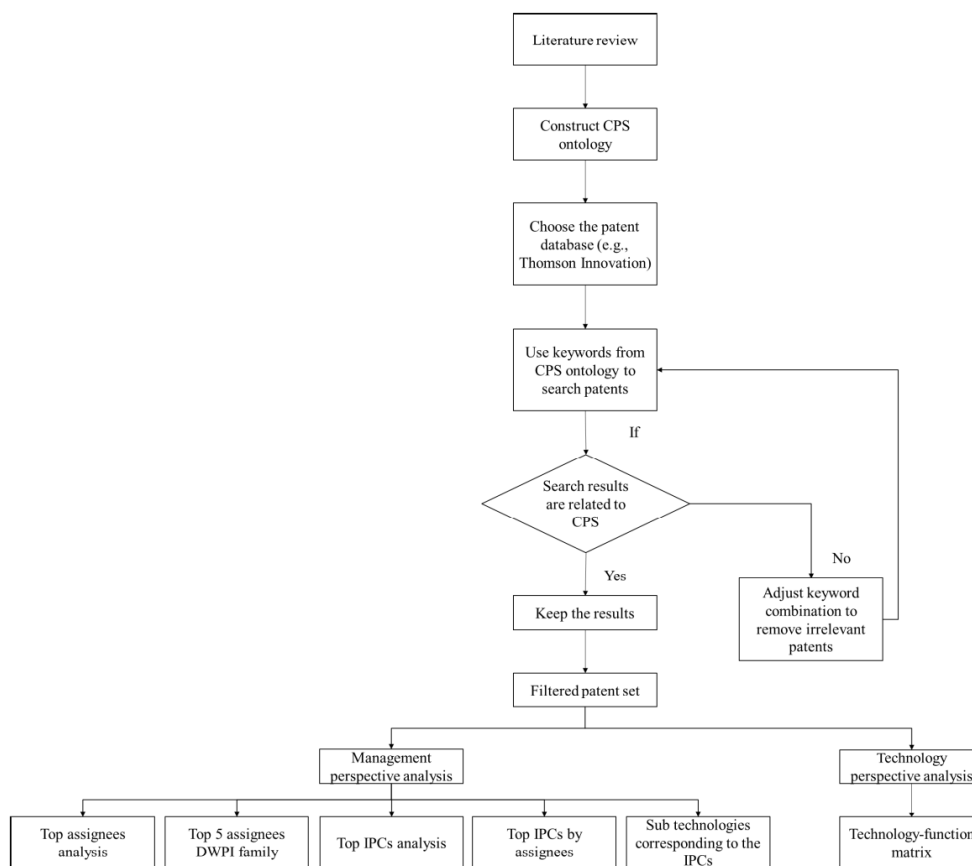 Literature review
Construct CPS
ontology
Choose the patent
database (e.g.,
Thomson Innovation)
Use keywords from
CPS ontology to
search patents
If
Search results
are related to
CPS
No
Yes
Adjust keyword
combination to
remove irrelevant
patents
Keep the results
Filtered patent set
Management
perspective analysis
Technology
perspective analysis
Top assignees
analysis
Top 5 assignees
DWPI family
Top IPCs analysis
Top IPCs by
assignees
Sub technologies
corresponding to the
IPCs
Technology-function
matrix